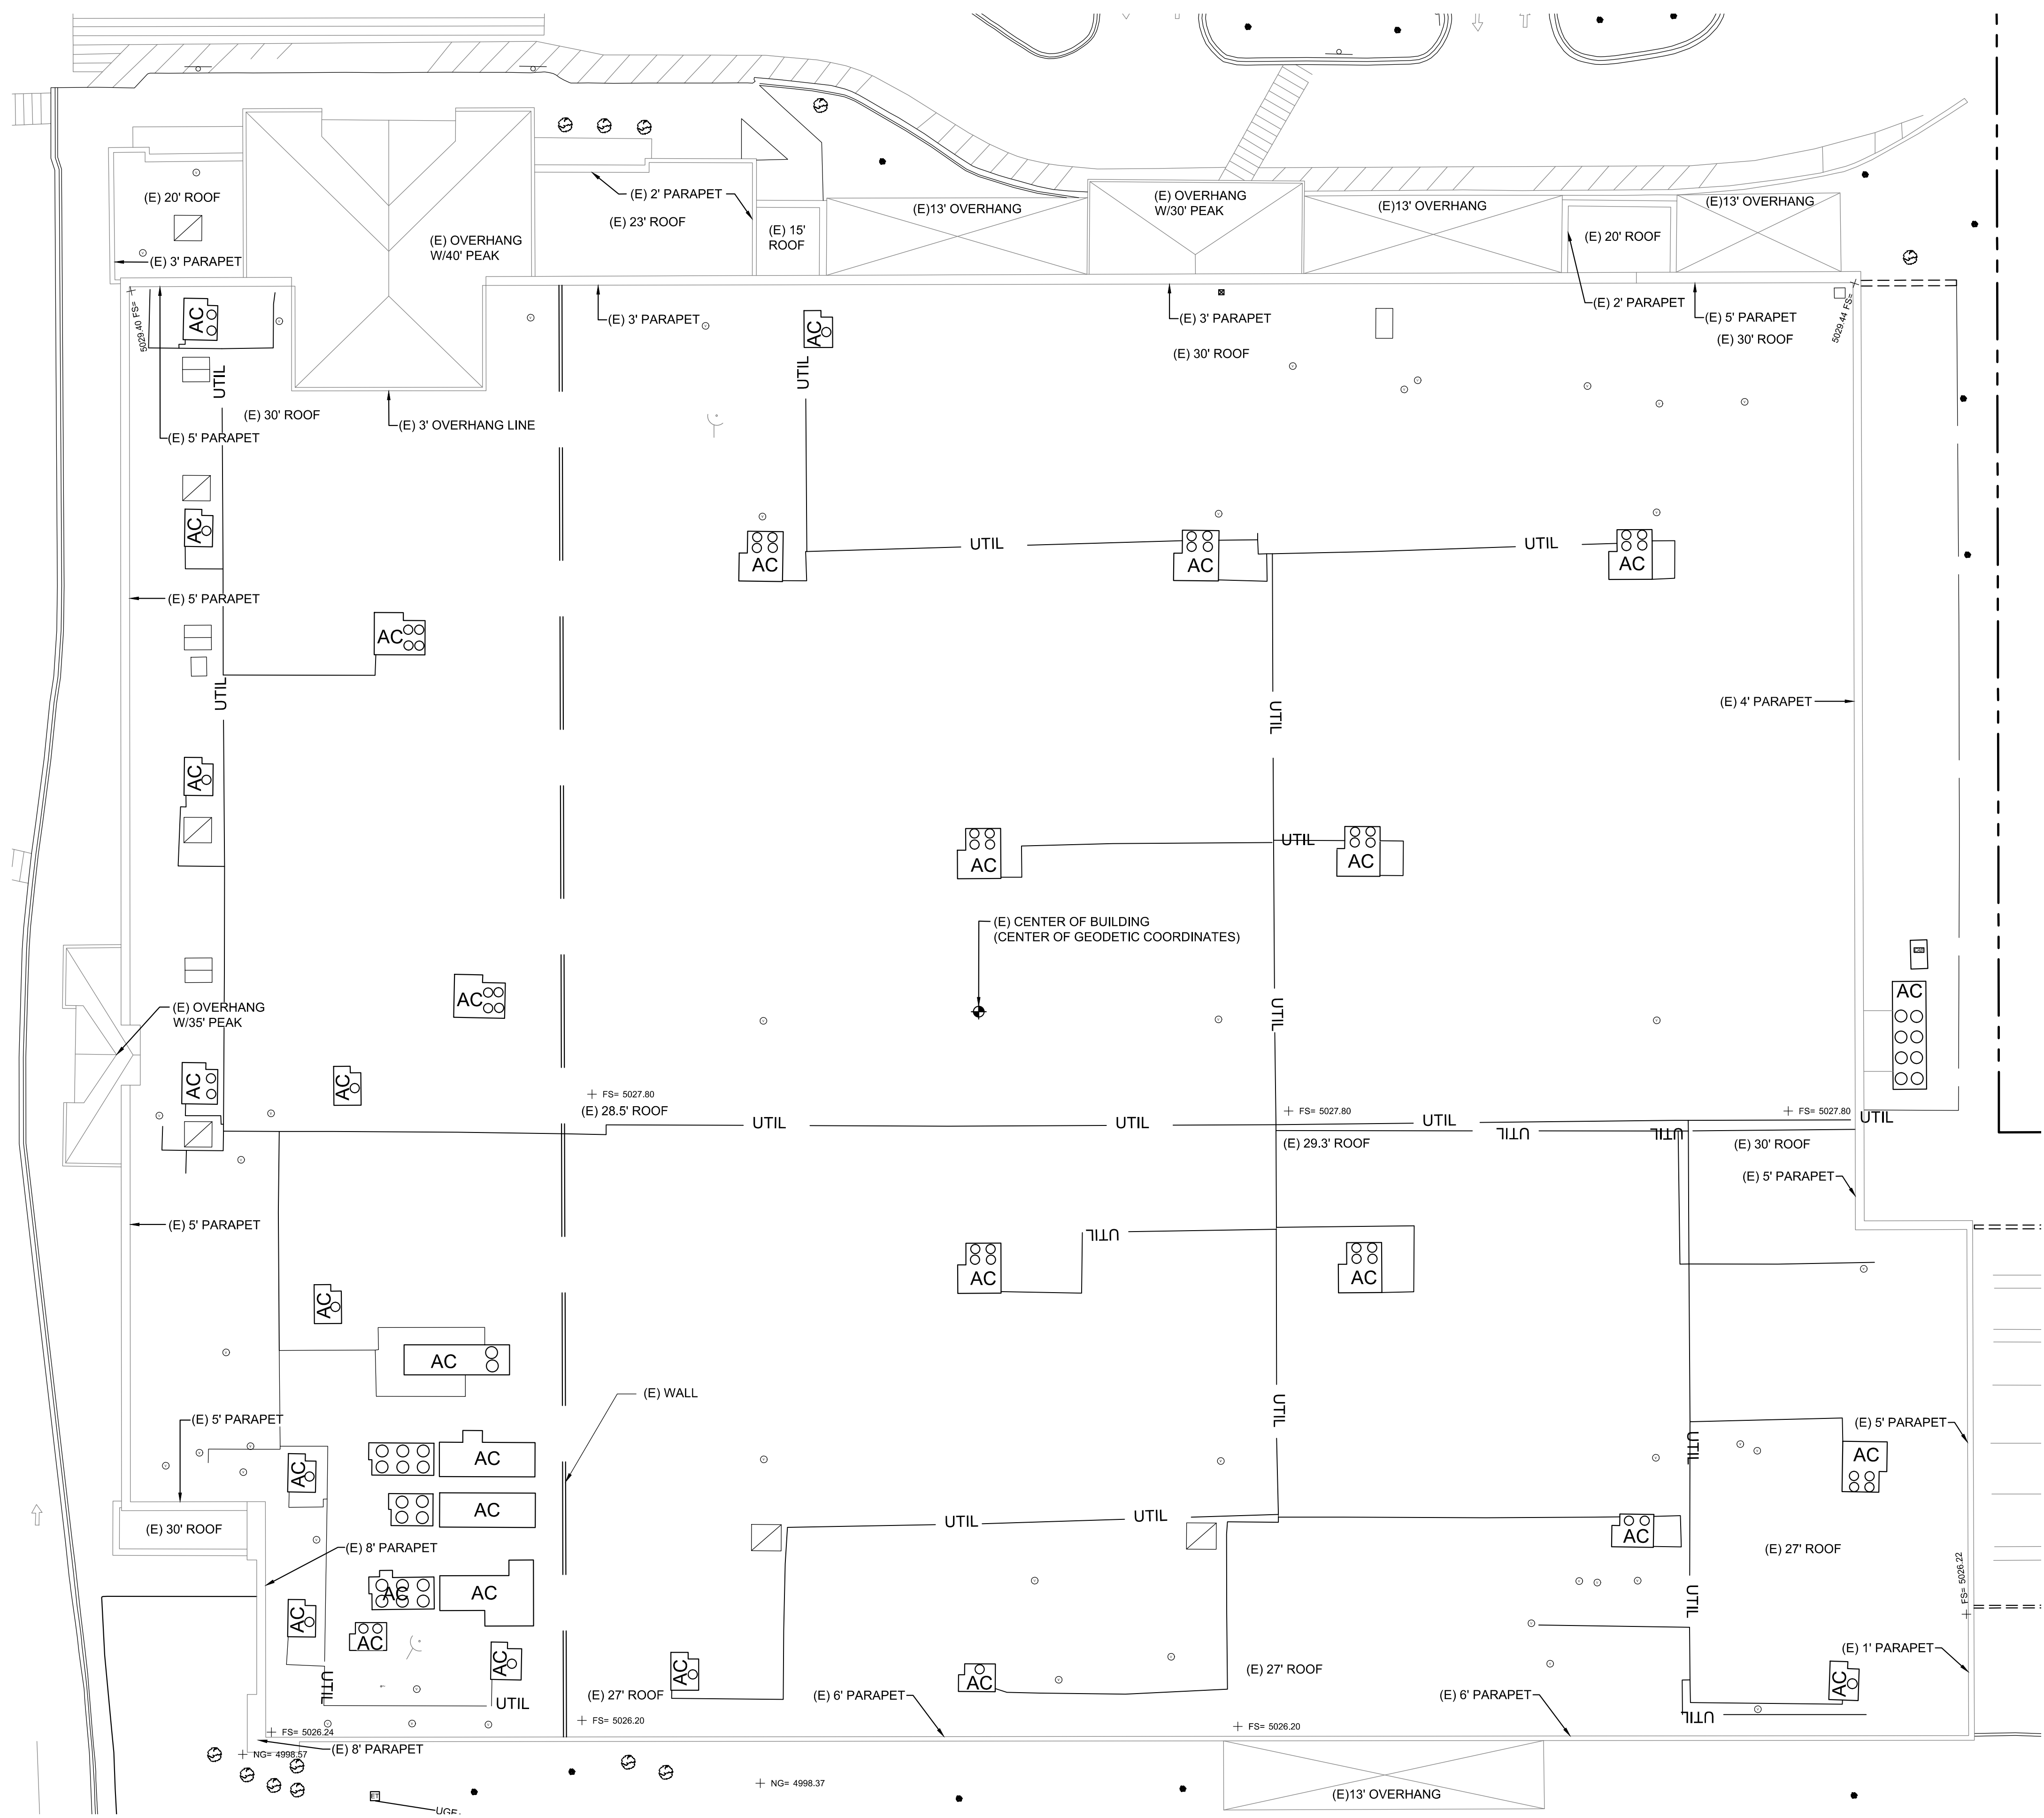 (E) 20' ROOF
(E) 3' PARAPET
(E) OVERHANG
W/40' PEAK
(E) 2' PARAPET
(E) 23' ROOF
(E) 15'
ROOF
(E)13' OVERHANG
(E) OVERHANG
W/30' PEAK
(E)13' OVERHANG
(E) 20' ROOF
(E)13' OVERHANG
5029.40 FS=
AC
UTIL
(E) 30' ROOF
(E) 5' PARAPET
(E) 3' OVERHANG LINE
(E) 3' PARAPET
AC
UTIL
(E) 3' PARAPET
(E) 30' ROOF
(E) 2' PARAPET
(E) 5' PARAPET
(E) 30' ROOF
5029.44 FS=
AC
AC
UTIL
AC
UTIL
AC
(E) 5' PARAPET
AC
UTIL
UTIL
(E) 4' PARAPET
AC
AC
UTIL
AC
(E) CENTER OF BUILDING
(CENTER OF GEODETIC COORDINATES)
AC
UTIL
AC
(E) OVERHANG
W/35' PEAK
AC
AC
FS= 5027.80
(E) 28.5' ROOF
UTIL
UTIL
FS= 5027.80
UTIL
UTIL
UTIL
FS= 5027.80
UTIL
(E) 29.3' ROOF
(E) 30' ROOF
(E) 5' PARAPET
(E) 5' PARAPET
UTIL
AC
AC
AC
AC
(E) WALL
UTIL
(E) 5' PARAPET
AC
AC
UTIL
(E) 5' PARAPET
AC
AC
(E) 30' ROOF
UTIL
UTIL
AC
(E) 27' ROOF
(E) 8' PARAPET
AC
AC
AC
AC
AC
UTIL
FS= 5026.22
UTIL
UTIL
AC
AC
(E) 27' ROOF
(E) 27' ROOF
(E) 6' PARAPET
(E) 6' PARAPET
(E) 1' PARAPET
AC
UTIL
FS= 5026.24
FS= 5026.20
FS= 5026.20
NG= 4998.57
(E) 8' PARAPET
NG= 4998.37
(E)13' OVERHANG
ET